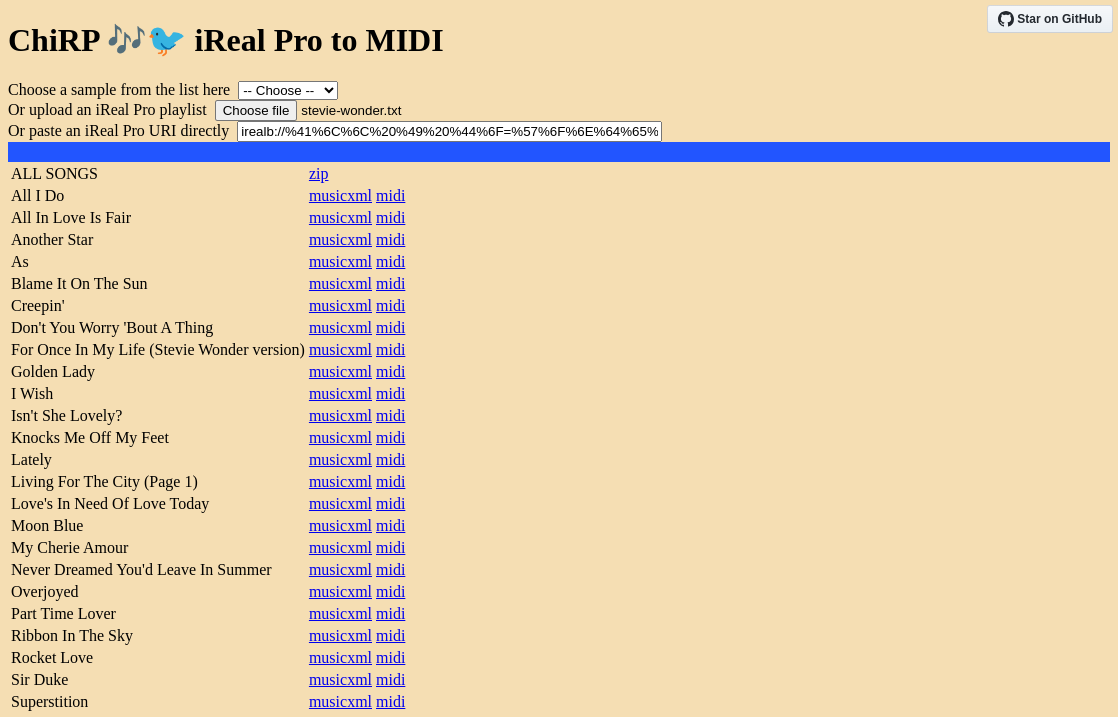 ChiRP 🎶🐦 iReal Pro to MIDI
Star on GitHub
Choose a sample from the list here -- Choose --
Or upload an iReal Pro playlist Choose file stevie-wonder.txt
Or paste an iReal Pro URI directly irealb://%41%6C%6C%20%49%20%44%6F=%57%6F%6E%64%65%
ALL SONGS zip
All I Do musicxml midi
All In Love Is Fair musicxml midi
Another Star musicxml midi
As musicxml midi
Blame It On The Sun musicxml midi
Creepin' musicxml midi
Don't You Worry 'Bout A Thing musicxml midi
For Once In My Life (Stevie Wonder version) musicxml midi
Golden Lady musicxml midi
I Wish musicxml midi
Isn't She Lovely? musicxml midi
Knocks Me Off My Feet musicxml midi
Lately musicxml midi
Living For The City (Page 1) musicxml midi
Love's In Need Of Love Today musicxml midi
Moon Blue musicxml midi
My Cherie Amour musicxml midi
Never Dreamed You'd Leave In Summer musicxml midi
Overjoyed musicxml midi
Part Time Lover musicxml midi
Ribbon In The Sky musicxml midi
Rocket Love musicxml midi
Sir Duke musicxml midi
Superstition musicxml midi